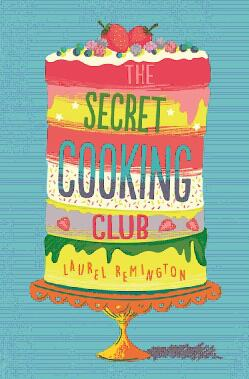 THE
SECRET
COOKING
CLUB
LAUREL REMINGTON